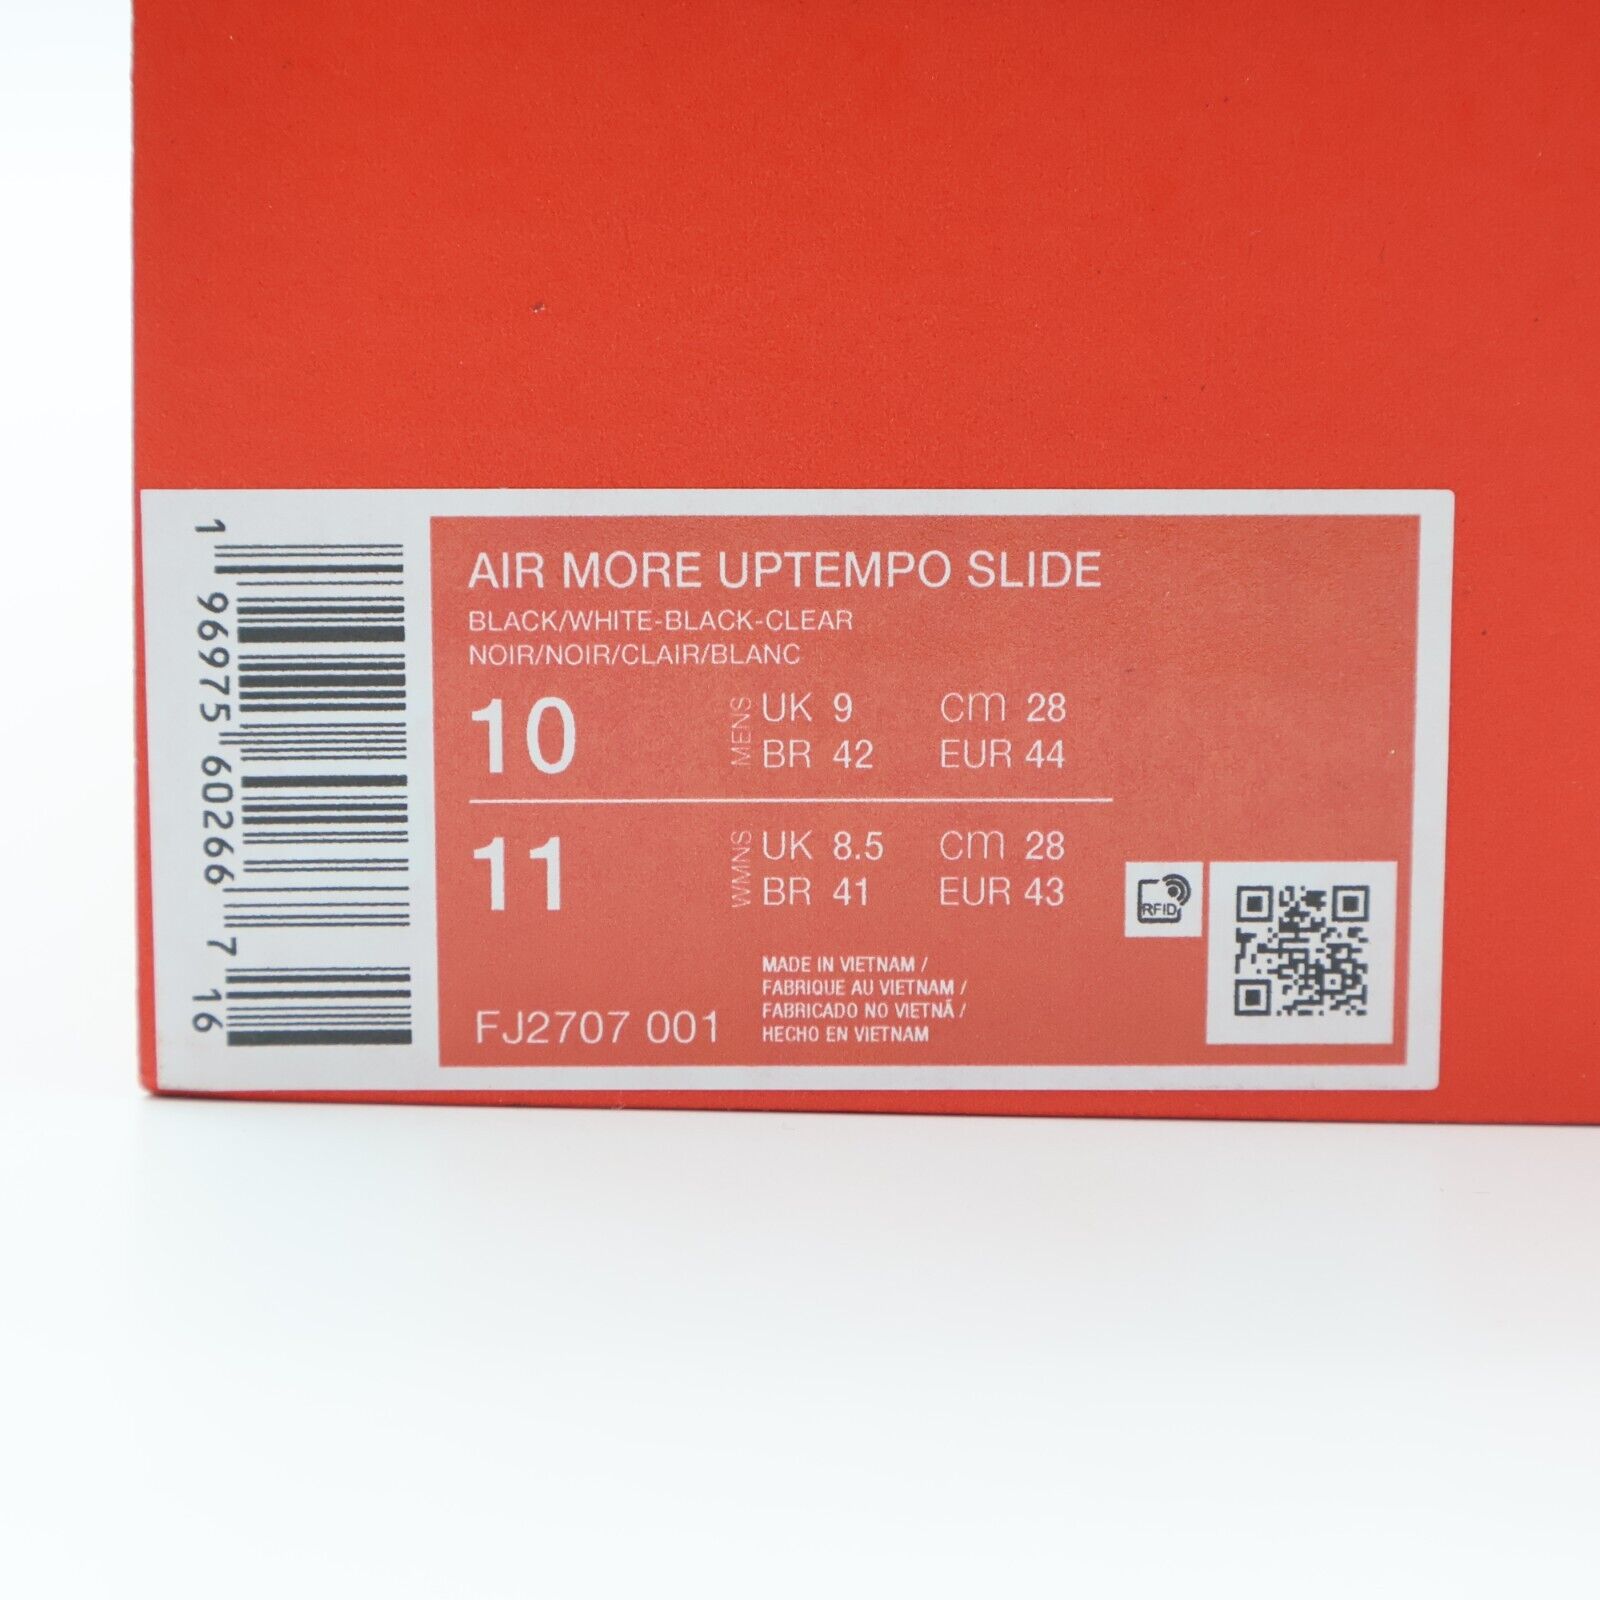 AIR MORE UPTEMPO SLIDE
BLACK/WHITE-BLACK-CLEAR
NOIR/NOIR/CLAIR/BLANC
10 MENS UK 9 cm 28
BR 42 EUR 44
11 WMNS UK 8.5 cm 28
BR 41 EUR 43
RFID
MADE IN VIETNAM /
FABRIQUE AU VIETNAM /
FABRICADO NO VIETNÃ /
HECHO EN VIETNAM
FJ2707 001
1 96975 60266 7 16